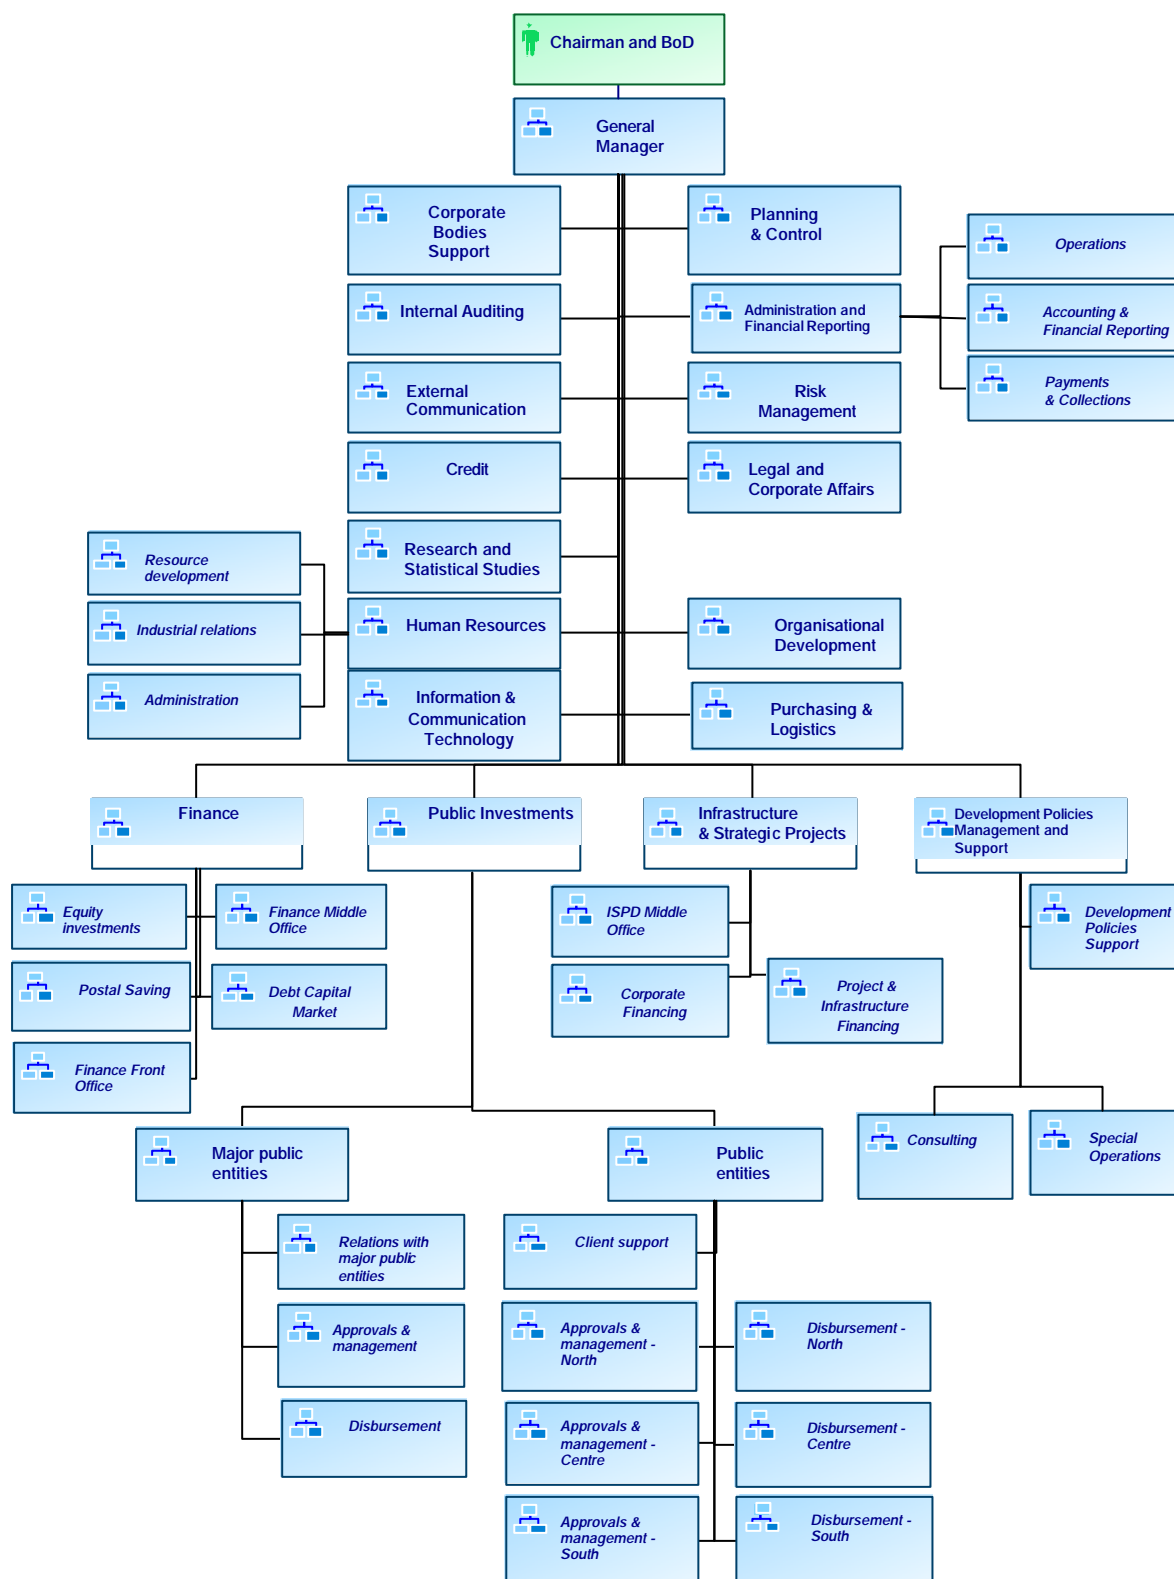 Chairman and BoD
General
Manager
Corporate
Bodies
Support
Planning
& Control
Operations
Internal Auditing
Administration and
Financial Reporting
Accounting &
Financial Reporting
External
Communication
Risk
Management
Payments
& Collections
Credit
Legal and
Corporate Affairs
Resource
development
Research and
Statistical Studies
Industrial relations
Human Resources
Organisational
Development
Administration
Information &
Communication
Technology
Purchasing &
Logistics
Finance
Public Investments
Infrastructure
& Strategic Projects
Development Policies
Management and
Support
Equity
investments
Finance Middle
Office
ISPD Middle
Office
Development
Policies
Support
Postal Saving
Debt Capital
Market
Corporate
Financing
Project &
Infrastructure
Financing
Finance Front
Office
Major public
entities
Public
entities
Consulting
Special
Operations
Relations with
major public
entities
Client support
Approvals &
management
Approvals &
management -
North
Disbursement -
North
Disbursement
Approvals &
management -
Centre
Disbursement -
Centre
Approvals &
management -
South
Disbursement -
South